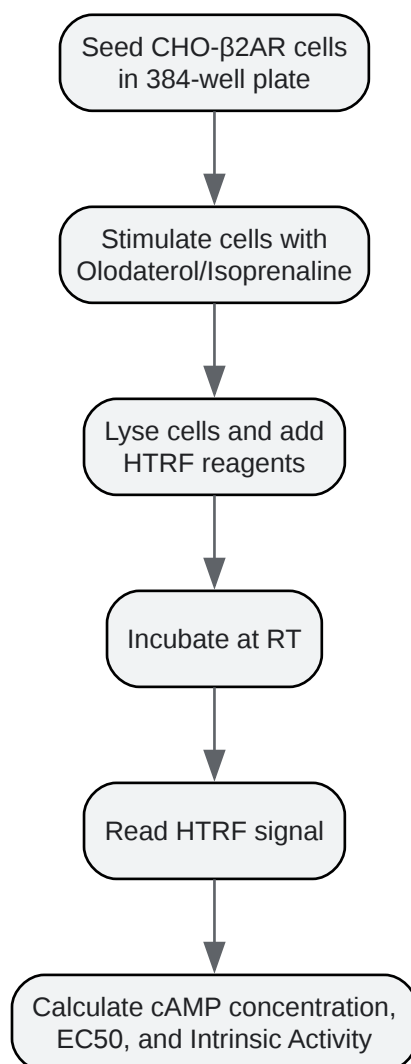 Seed CHO-β2AR cells
in 384-well plate
Stimulate cells with
Olodaterol/Isoprenaline
Lyse cells and add
HTRF reagents
Incubate at RT
Read HTRF signal
Calculate cAMP concentration,
EC50, and Intrinsic Activity